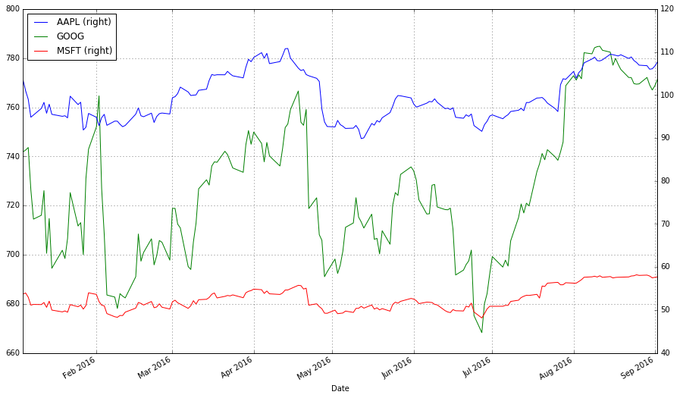 AAPL (right)
GOOG
MSFT (right)
800
780
760
740
720
700
680
660
120
110
100
90
80
70
60
50
40
Feb 2016
Mar 2016
Apr 2016
May 2016
Jun 2016
Jul 2016
Aug 2016
Sep 2016
Date